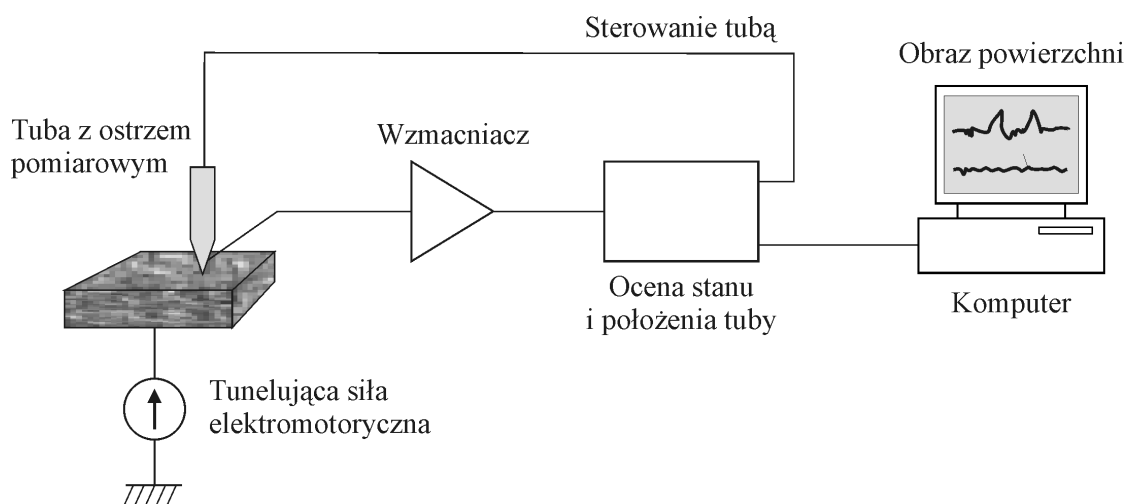 Sterowanie tubą
Obraz powierzchni
Tuba z ostrzem
pomiarowym
Wzmacniacz
Ocena stanu
i położenia tuby
Komputer
Tunelująca siła
elektromotoryczna